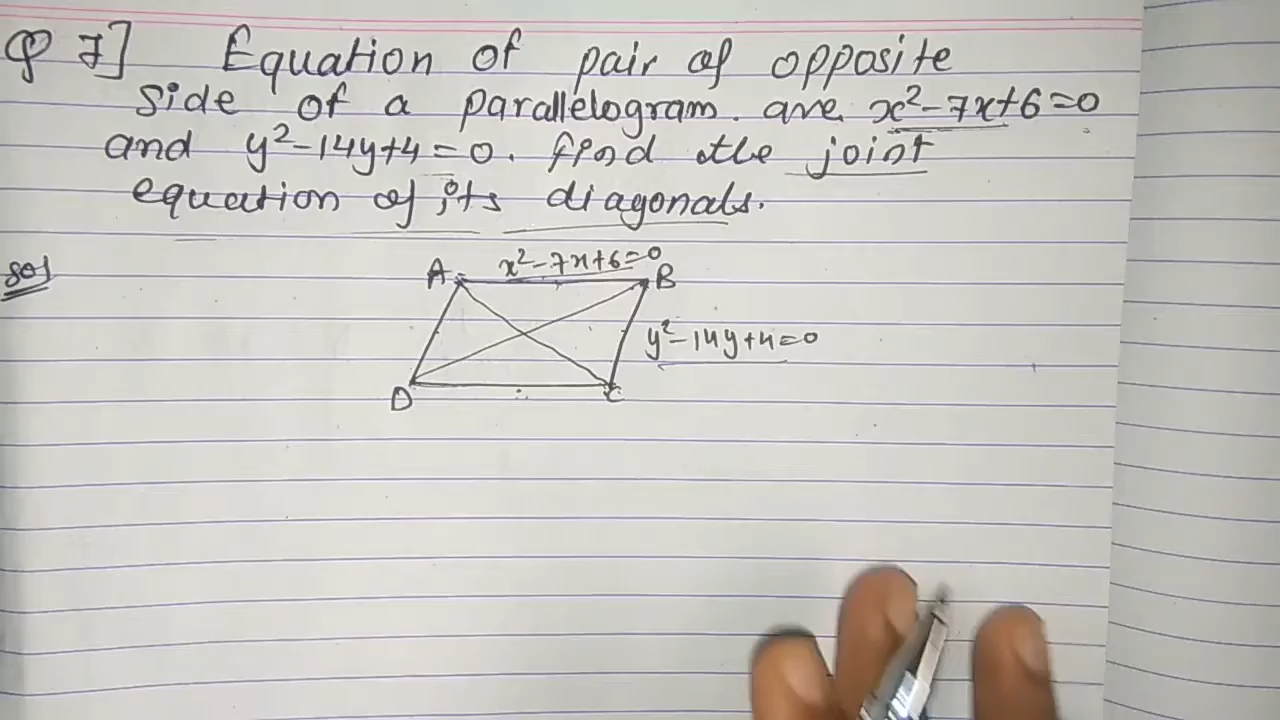 Q 7] Equation of pair of opposite
side of a parallelogram. are x²-7x+6=0
and y²-14y+4=0. find the joint
equation of its diagonals.
sol
A x²-7x+6=0 B
y²-14y+4=0
D C